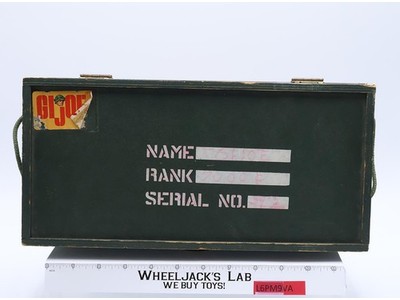 GI JOE
NAME
RANK
SERIAL NO.
WHEELJACK'S LAB
WE BUY TOYS!
L6PM9VA